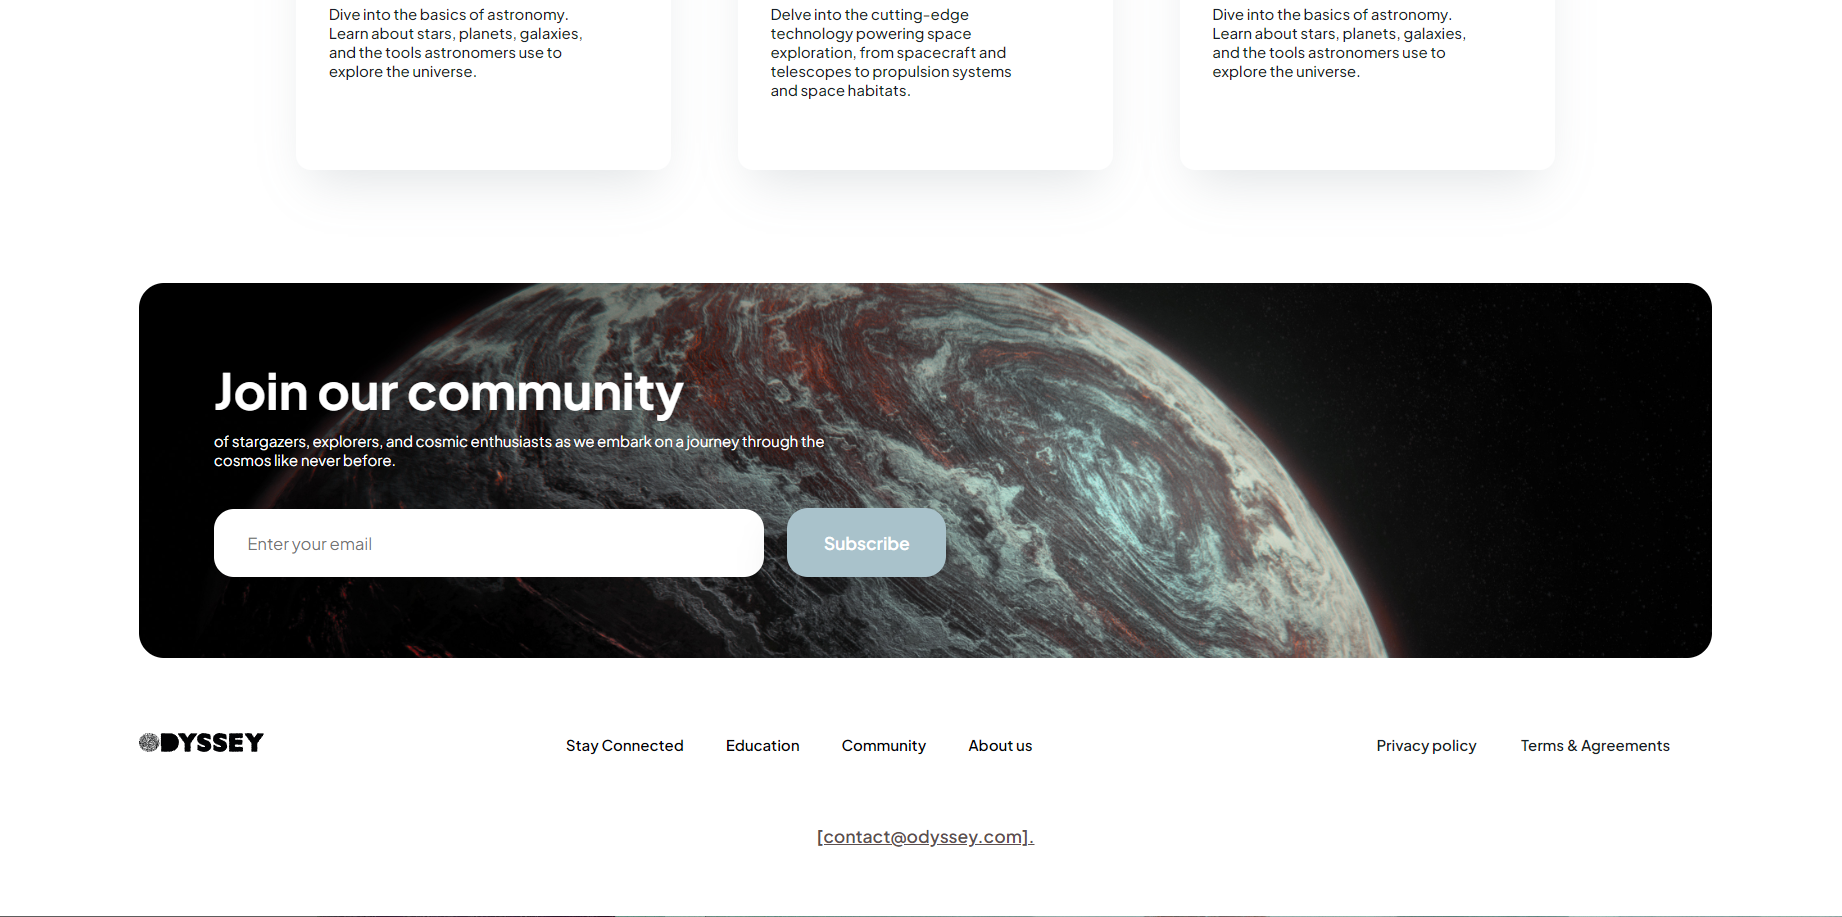 Dive into the basics of astronomy.
Learn about stars, planets, galaxies,
and the tools astronomers use to
explore the universe.
Delve into the cutting-edge
technology powering space
exploration, from spacecraft and
telescopes to propulsion systems
and space habitats.
Dive into the basics of astronomy.
Learn about stars, planets, galaxies,
and the tools astronomers use to
explore the universe.
Join our community
of stargazers, explorers, and cosmic enthusiasts as we embark on a journey through the
cosmos like never before.
Enter your email
Subscribe
ODYSSEY
Stay Connected
Education
Community
About us
Privacy policy
Terms & Agreements
[contact@odyssey.com].